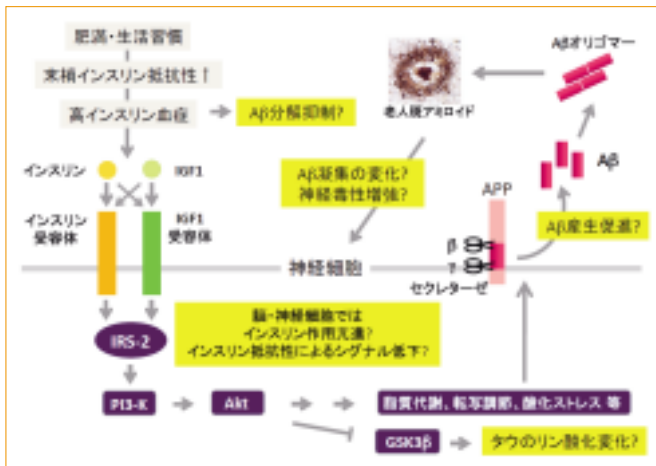 肥満・生活習慣
末梢インスリン抵抗性↑
高インスリン血症
Aβ分解抑制?
インスリン
IGF1
インスリン
受容体
IGF1
受容体
IRS-2
PI3-K
Akt
脂質代謝、転写調節、酸化ストレス 等
GSK3β
タウのリン酸化変化?
脳・神経細胞では
インスリン作用亢進?
インスリン抵抗性によるシグナル低下?
神経細胞
Aβ凝集の変化?
神経毒性増強?
老人斑アミロイド
Aβオリゴマー
Aβ
Aβ産生促進?
APP
β
γ
セクレターゼ